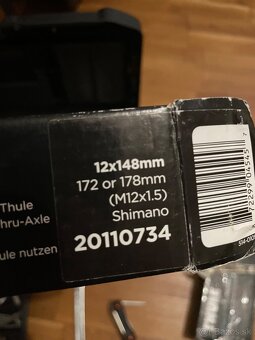 12x148mm
172 or 178mm
(M12x1.5)
Shimano
20110734
Thule
hru-Axle
ule nutzen